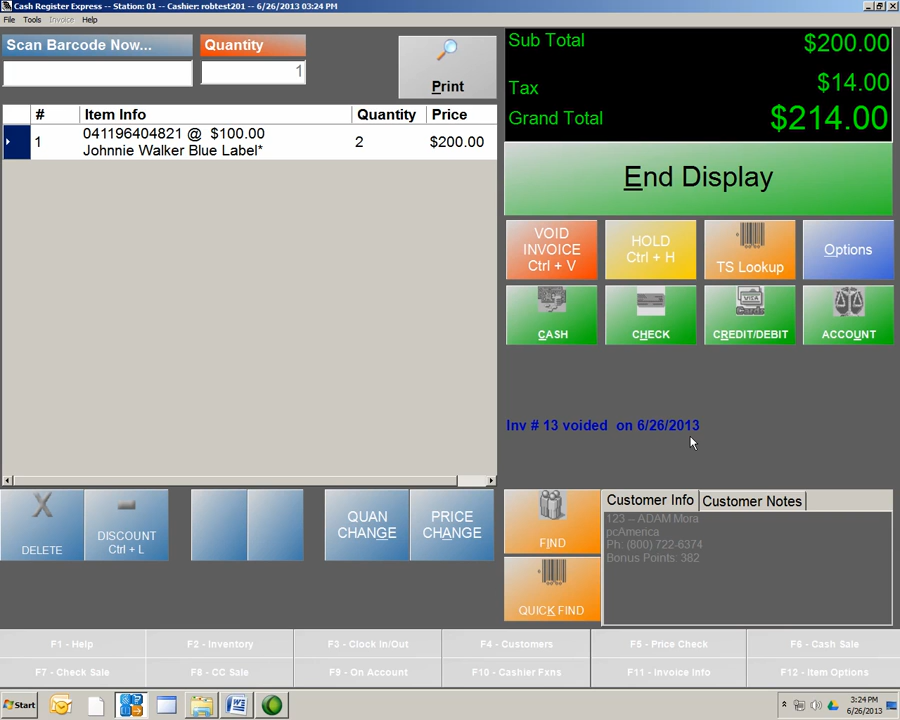 Cash Register Express -- Station: 01 -- Cashier: robtest201 -- 6/26/2013 03:24 PM
File Tools Invoice Help
Scan Barcode Now...
Quantity
1
Print
# Item Info Quantity Price
1 041196404821 @ $100.00 2 $200.00
Johnnie Walker Blue Label*
Sub Total $200.00
Tax $14.00
Grand Total $214.00
End Display
VOID
INVOICE
Ctrl + V
HOLD
Ctrl + H
TS Lookup
Options
CASH
CHECK
VISA
Cards
CREDIT/DEBIT
ACCOUNT
Inv # 13 voided on 6/26/2013
X
DELETE
DISCOUNT
Ctrl + L
QUAN
CHANGE
PRICE
CHANGE
FIND
QUICK FIND
Customer Info Customer Notes
123 -- ADAM Mora
pcAmerica
Ph: (800) 722-6374
Bonus Points: 382
F1 - Help F2 - Inventory F3 - Clock In/Out F4 - Customers F5 - Price Check F6 - Cash Sale
F7 - Check Sale F8 - CC Sale F9 - On Account F10 - Cashier Fxns F11 - Invoice Info F12 - Item Options
Start
3:24 PM
6/26/2013